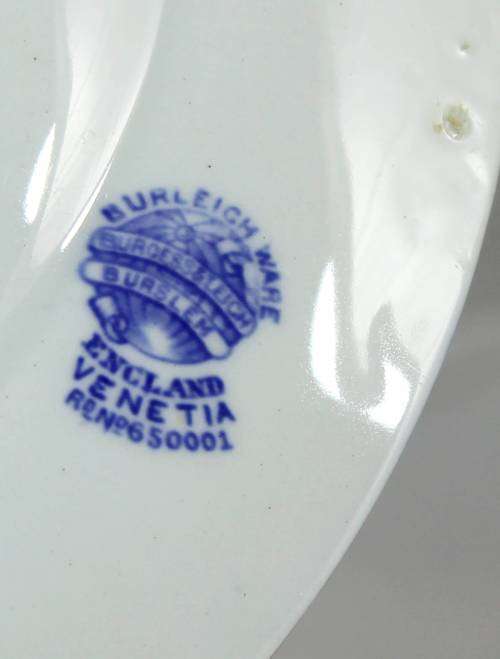 BURLEIGH WARE
BURGESS & LEIGH
BURSLEM
ENGLAND
VENETIA
Rd. No 650001